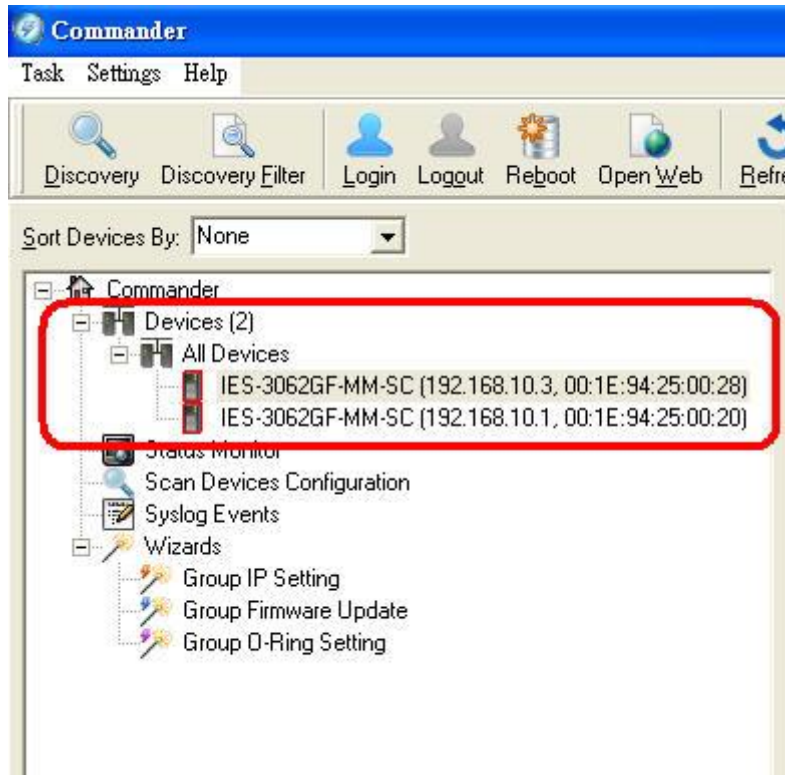 Commander
Task Settings Help
Discovery Discovery Filter Login Logout Reboot Open Web Refre
Sort Devices By: None
Commander
Devices (2)
All Devices
IES-3062GF-MM-SC (192.168.10.3, 00:1E:94:25:00:28)
IES-3062GF-MM-SC (192.168.10.1, 00:1E:94:25:00:20)
Status Monitor
Scan Devices Configuration
Syslog Events
Wizards
Group IP Setting
Group Firmware Update
Group O-Ring Setting